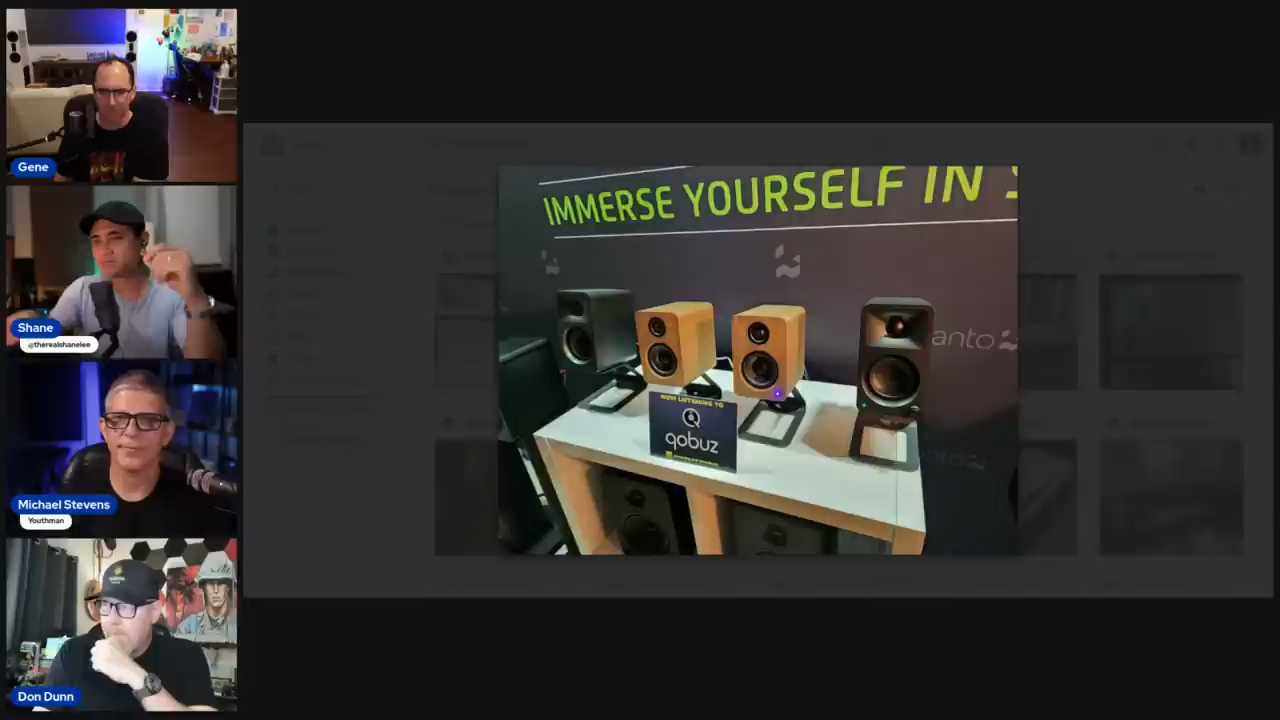 Gene
Shane
@therealshanelee
Michael Stevens
Youthman
Don Dunn
IMMERSE YOURSELF IN
anto
NOW LISTENING TO
qobuz